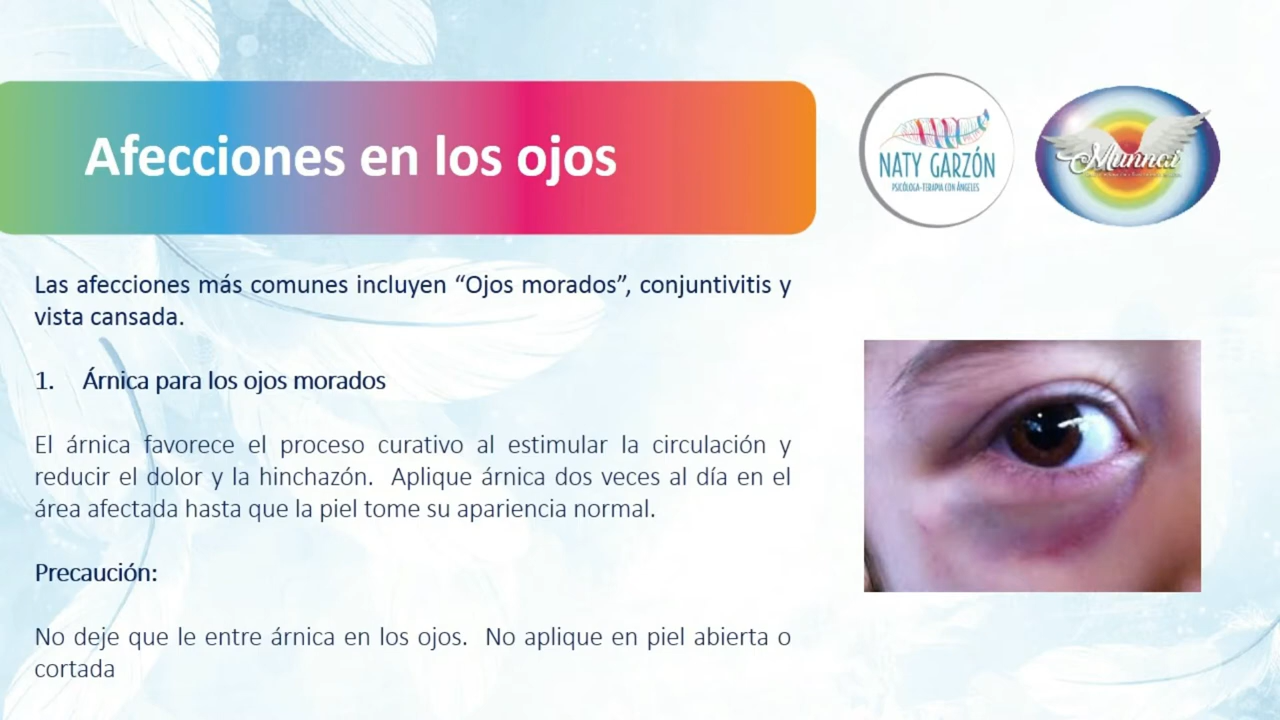 Afecciones en los ojos
NATY GARZÓN
PSICÓLOGA-TERAPIA CON ÁNGELES
Munnai
Las afecciones más comunes incluyen “Ojos morados”, conjuntivitis y
vista cansada.
1. Árnica para los ojos morados
El árnica favorece el proceso curativo al estimular la circulación y
reducir el dolor y la hinchazón. Aplique árnica dos veces al día en el
área afectada hasta que la piel tome su apariencia normal.
Precaución:
No deje que le entre árnica en los ojos. No aplique en piel abierta o
cortada